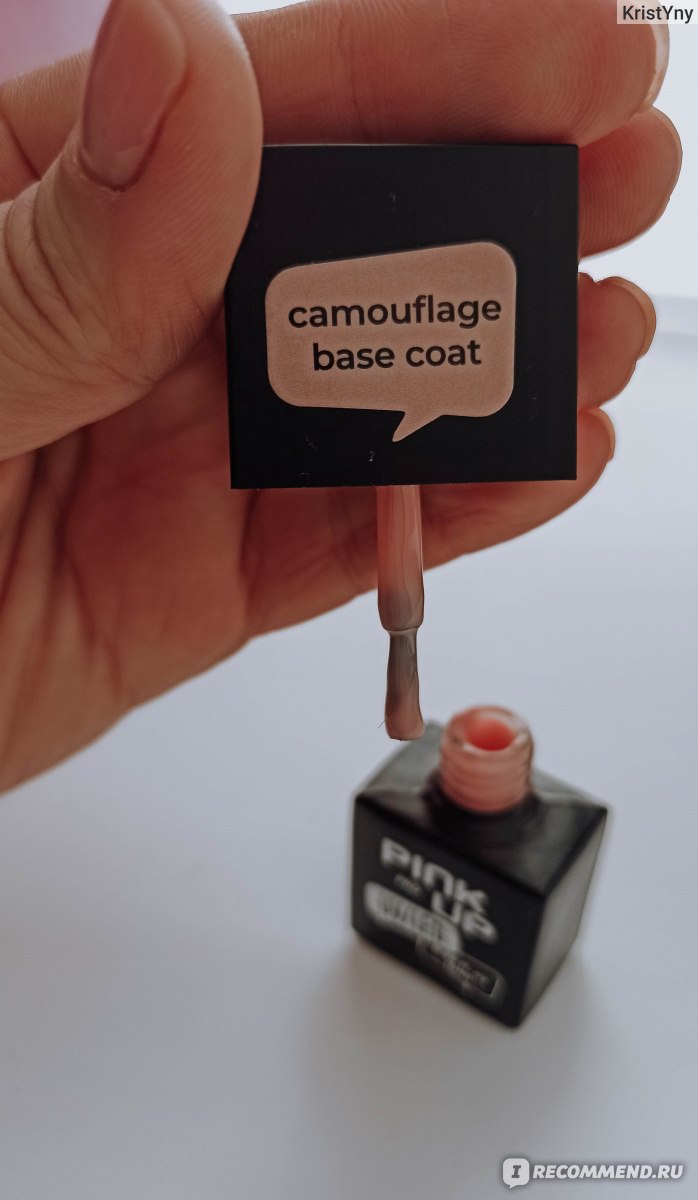 KristYny
camouflage
base coat
PINK
UP
I RECOMMEND.RU